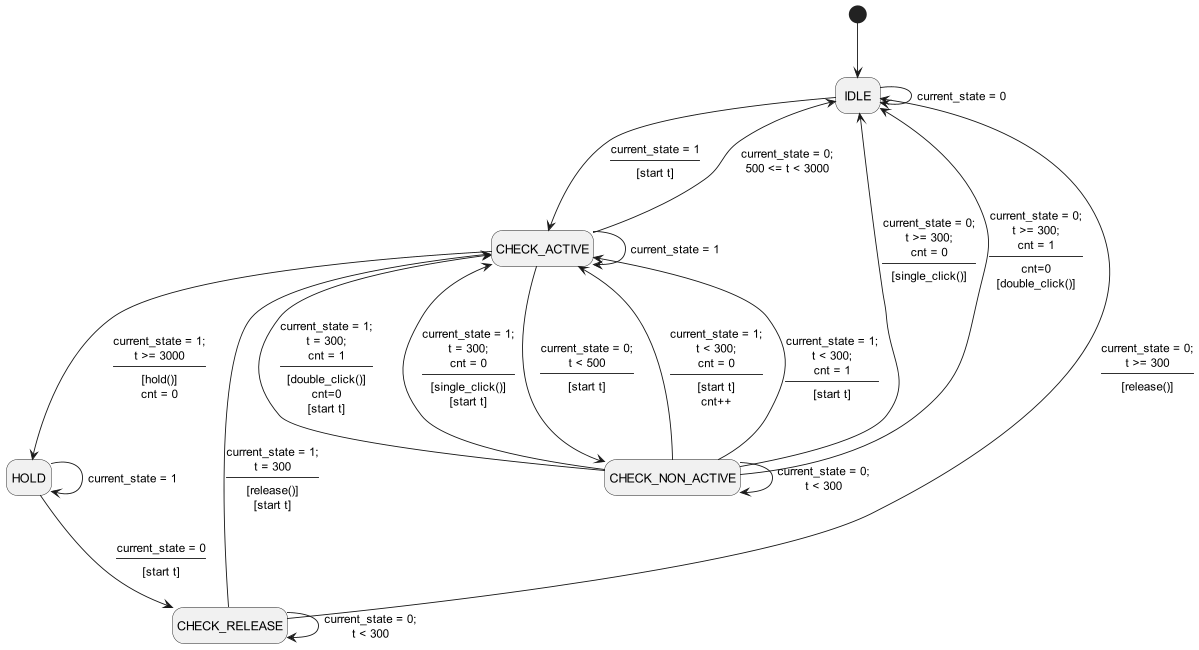 IDLE
current_state = 0
current_state = 1
[start t]
current_state = 0;
500 <= t < 3000
CHECK_ACTIVE
current_state = 1
current_state = 0;
t >= 300;
cnt = 0
[single_click()]
current_state = 0;
t >= 300;
cnt = 1
cnt=0
[double_click()]
current_state = 1;
t >= 3000
[hold()]
cnt = 0
current_state = 1;
t = 300;
cnt = 1
[double_click()]
cnt=0
[start t]
current_state = 1;
t = 300;
cnt = 0
[single_click()]
[start t]
current_state = 0;
t < 500
[start t]
current_state = 1;
t < 300;
cnt = 0
[start t]
cnt++
current_state = 1;
t < 300;
cnt = 1
[start t]
current_state = 0;
t >= 300
[release()]
HOLD
current_state = 1
current_state = 1;
t = 300
[release()]
[start t]
CHECK_NON_ACTIVE
current_state = 0;
t < 300
current_state = 0
[start t]
CHECK_RELEASE
current_state = 0;
t < 300